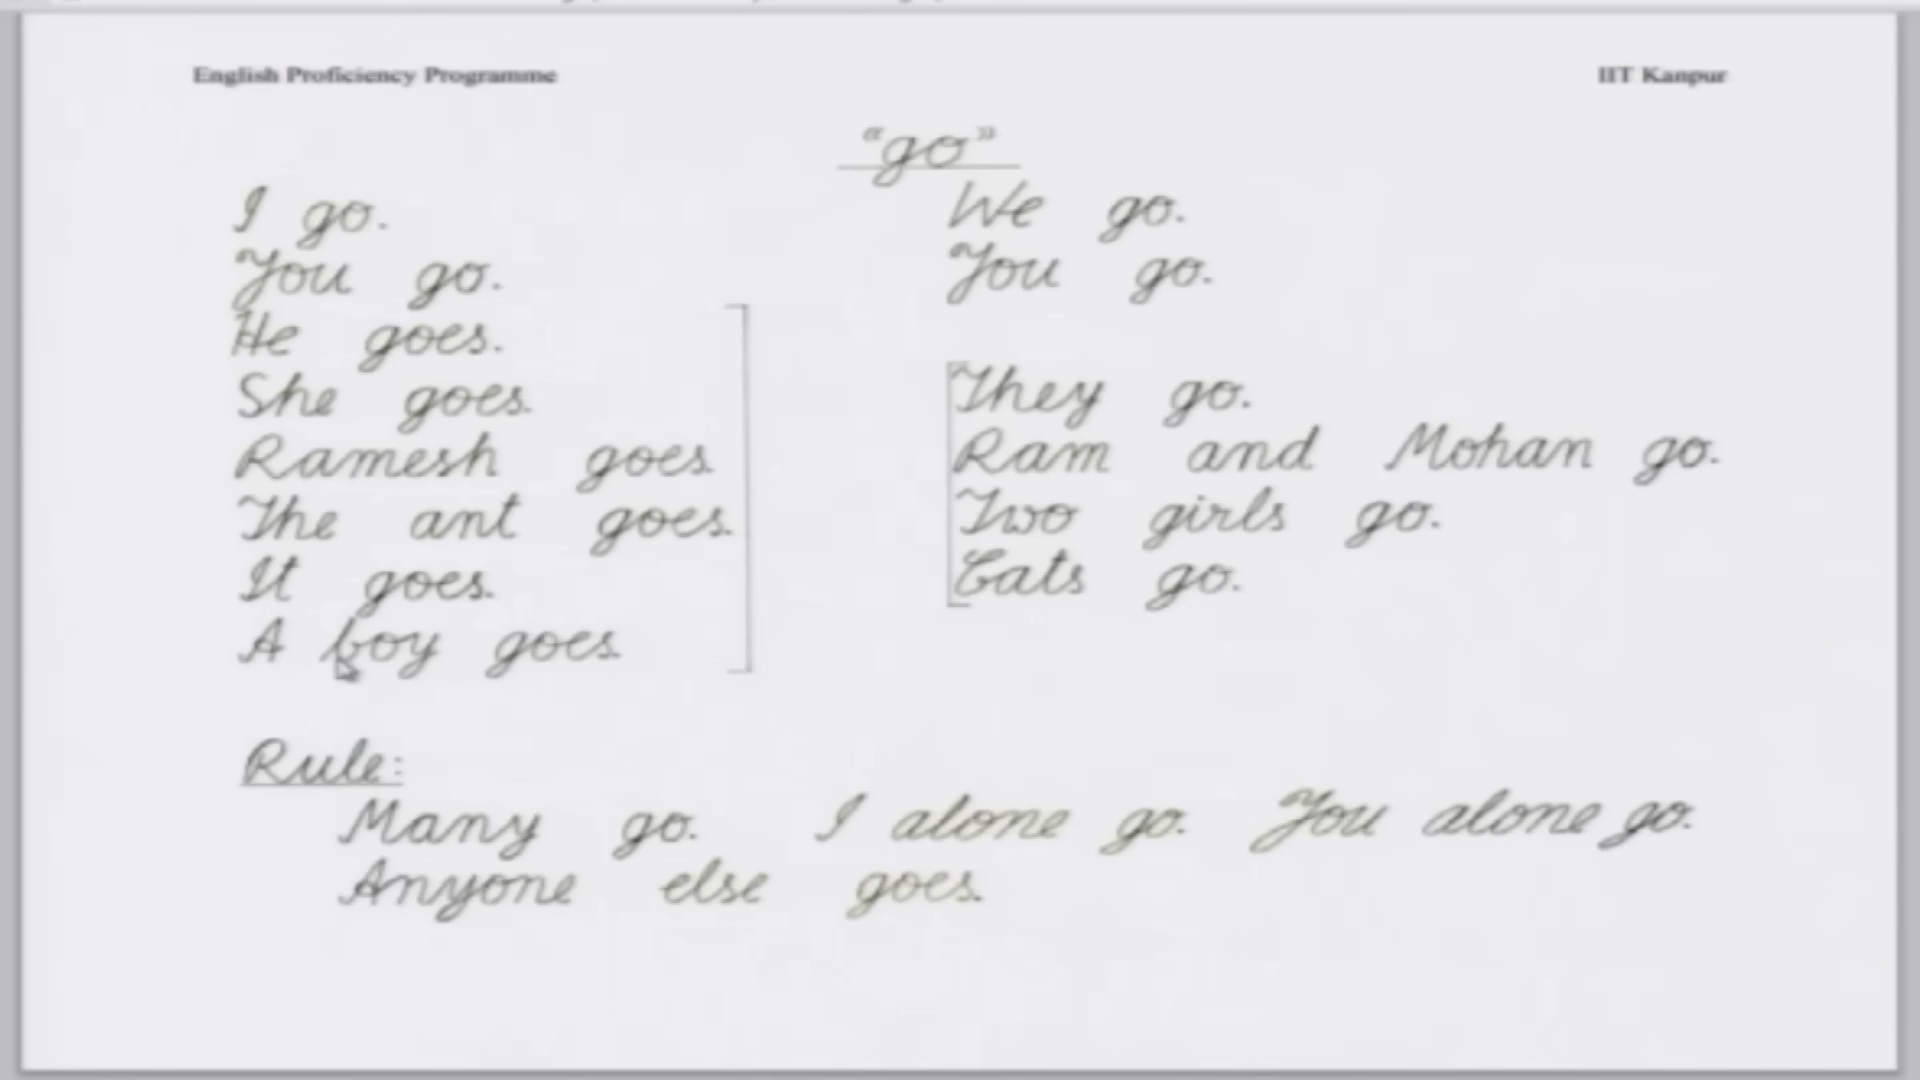 English Proficiency Programme
IIT Kanpur
"go"
I go.
You go.
He goes.
She goes.
Ramesh goes.
The ant goes.
It goes.
A boy goes.
We go.
You go.
They go.
Ram and Mohan go.
Two girls go.
Cats go.
Rule:
Many go. I alone go. You alone go.
Anyone else goes.